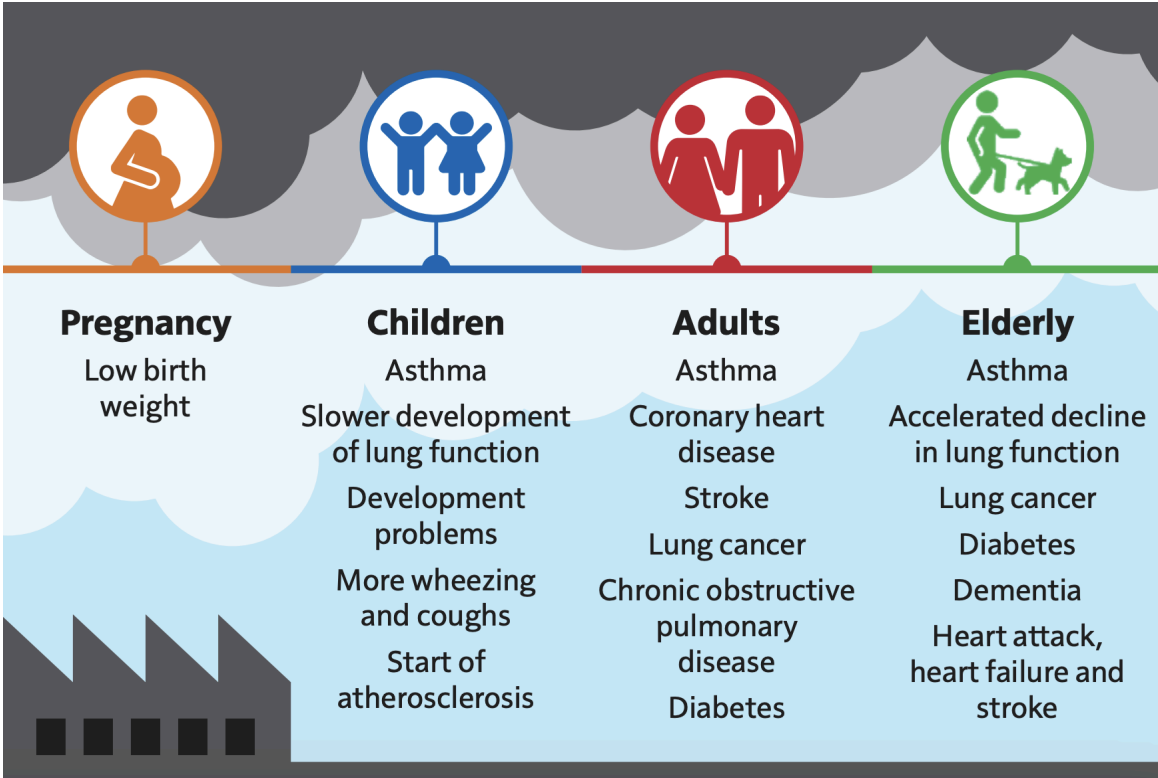 Pregnancy
Low birth
weight
Children
Asthma
Slower development
of lung function
Development
problems
More wheezing
and coughs
Start of
atherosclerosis
Adults
Asthma
Coronary heart
disease
Stroke
Lung cancer
Chronic obstructive
pulmonary
disease
Diabetes
Elderly
Asthma
Accelerated decline
in lung function
Lung cancer
Diabetes
Dementia
Heart attack,
heart failure and
stroke